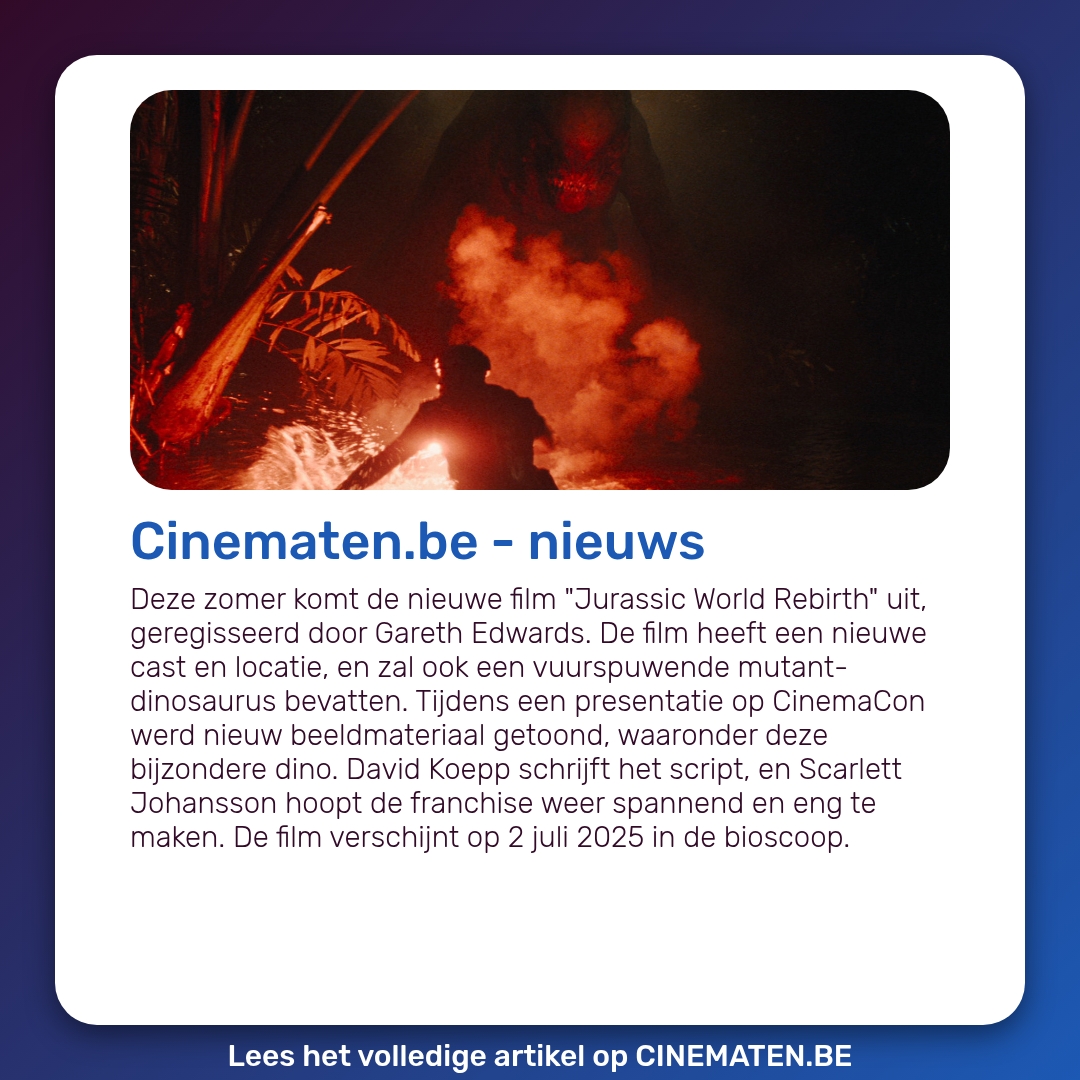 Cinematen.be - nieuws
Deze zomer komt de nieuwe film "Jurassic World Rebirth" uit,
geregisseerd door Gareth Edwards. De film heeft een nieuwe
cast en locatie, en zal ook een vuurspuwende mutant-
dinosaurus bevatten. Tijdens een presentatie op CinemaCon
werd nieuw beeldmateriaal getoond, waaronder deze
bijzondere dino. David Koepp schrijft het script, en Scarlett
Johansson hoopt de franchise weer spannend en eng te
maken. De film verschijnt op 2 juli 2025 in de bioscoop.
Lees het volledige artikel op CINEMATEN.BE